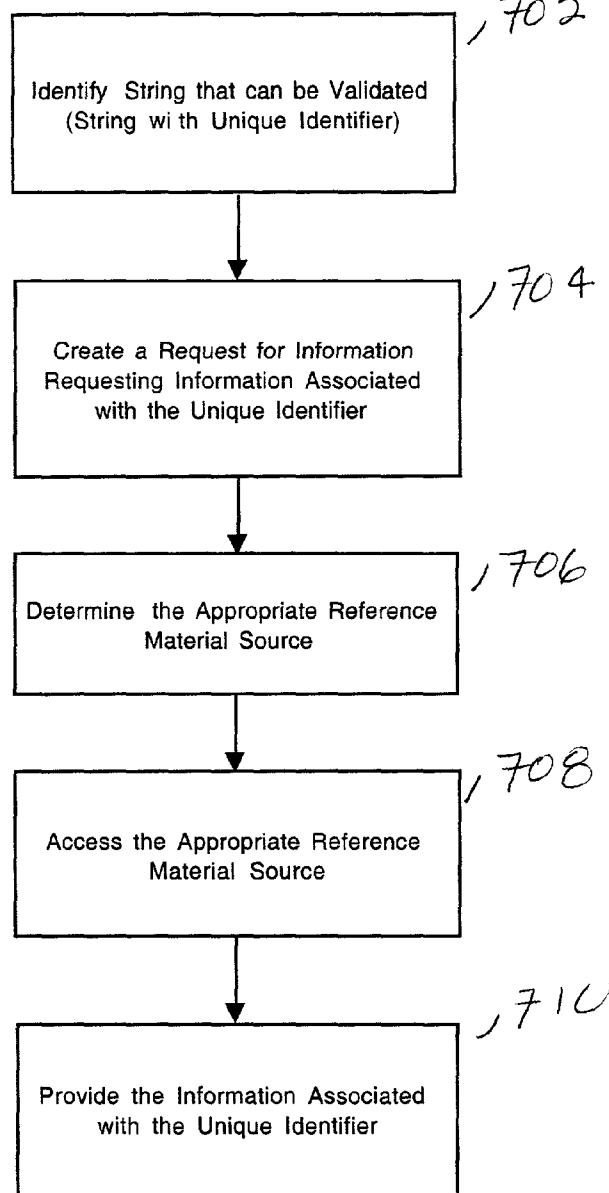 702
Identify String that can be Validated
(String wi th Unique Identifier)
704
Create a Request for Information
Requesting Information Associated
with the Unique Identifier
706
Determine the Appropriate Reference
Material Source
708
Access the Appropriate Reference
Material Source
710
Provide the Information Associated
with the Unique Identifier